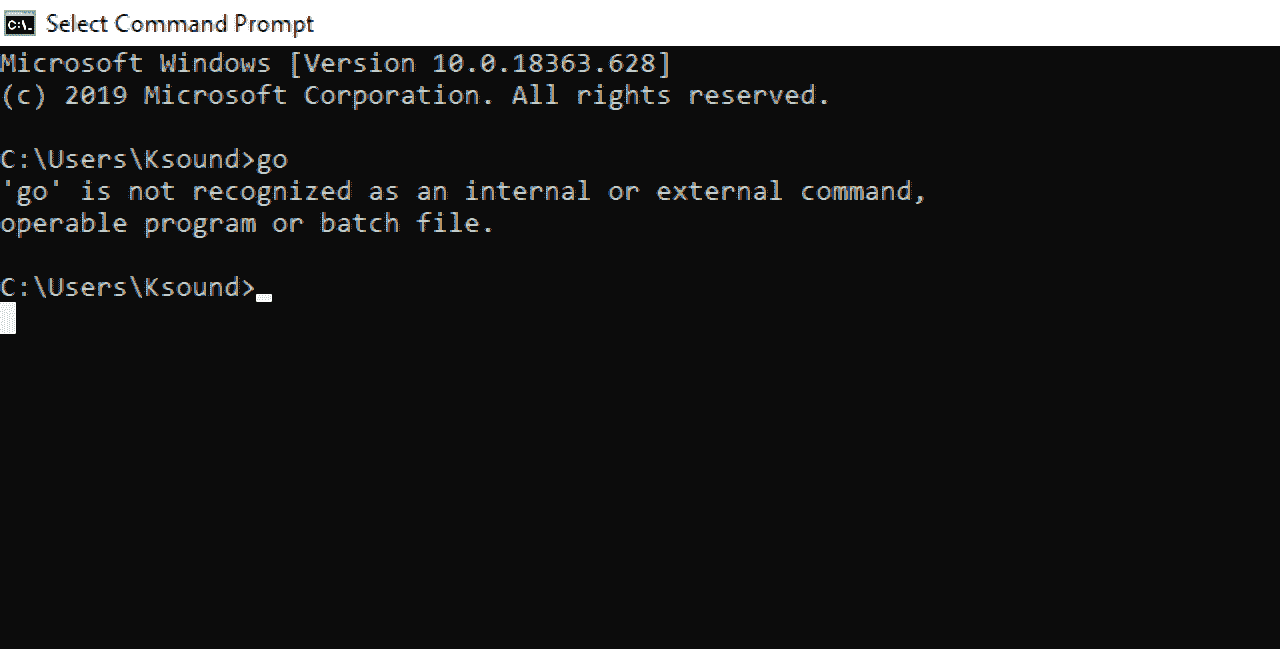 C:\. Select Command Prompt
Microsoft Windows [Version 10.0.18363.628]
(c) 2019 Microsoft Corporation. All rights reserved.
C:\Users\Ksound>go
'go' is not recognized as an internal or external command,
operable program or batch file.
C:\Users\Ksound>